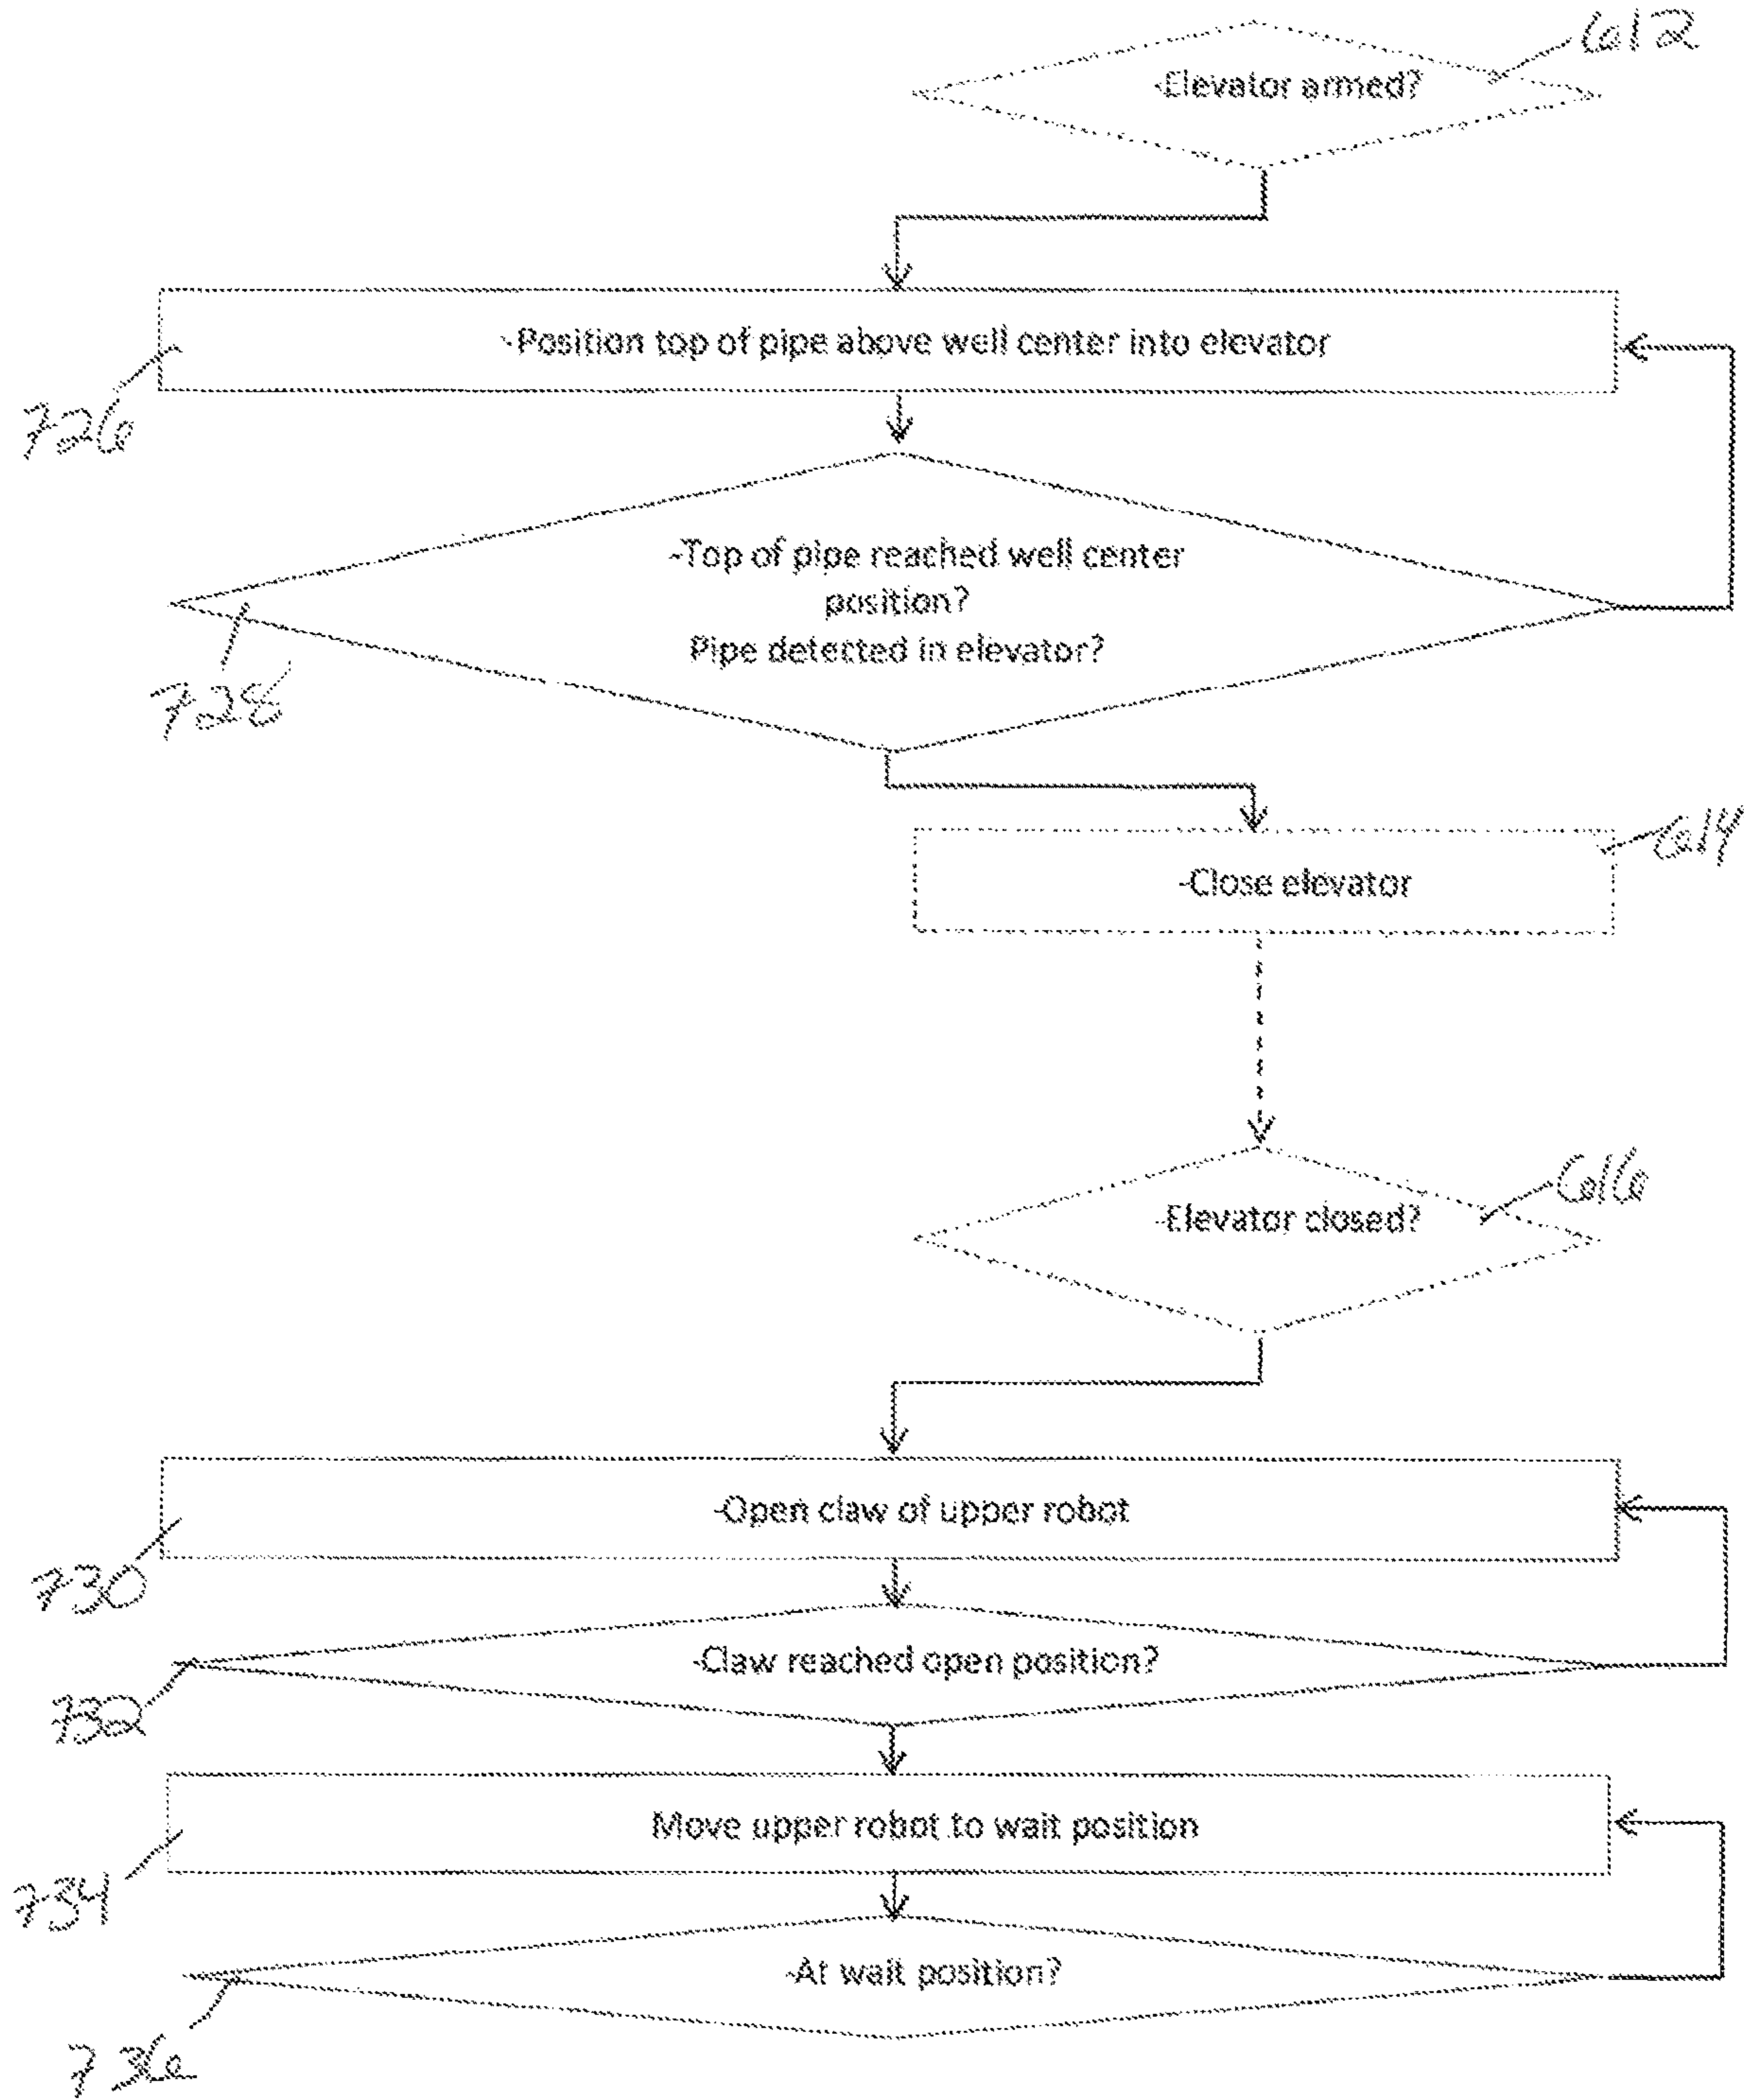 -Elevator armed?
612
-Position top of pipe above well center into elevator
726
-Top of pipe reached well center
position?
Pipe detected in elevator?
728
614
-Close elevator
616
-Elevator closed?
-Open claw of upper robot
730
-Claw reached open position?
732
Move upper robot to wait position
734
-At wait position?
736